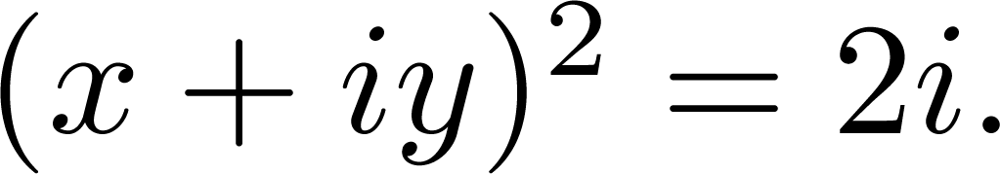 (x + iy)² = 2i.